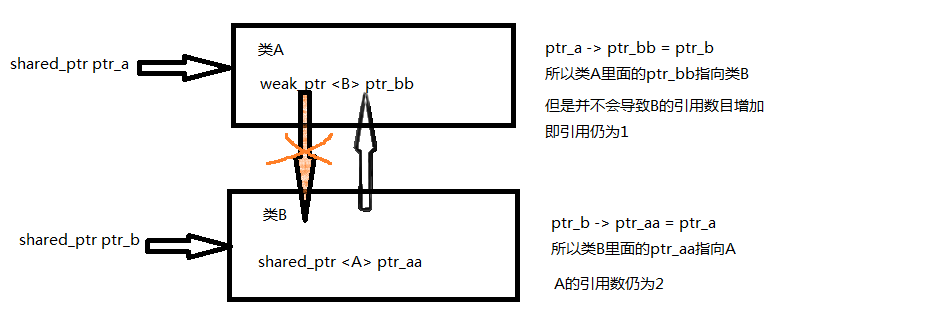 类A
shared_ptr ptr_a
weak_ptr <B> ptr_bb
ptr_a -> ptr_bb = ptr_b
所以类A里面的ptr_bb指向类B
但是并不会导致B的引用数目增加
即引用仍为1
类B
shared_ptr ptr_b
shared_ptr <A> ptr_aa
ptr_b -> ptr_aa = ptr_a
所以类B里面的ptr_aa指向A
A的引用数仍为2